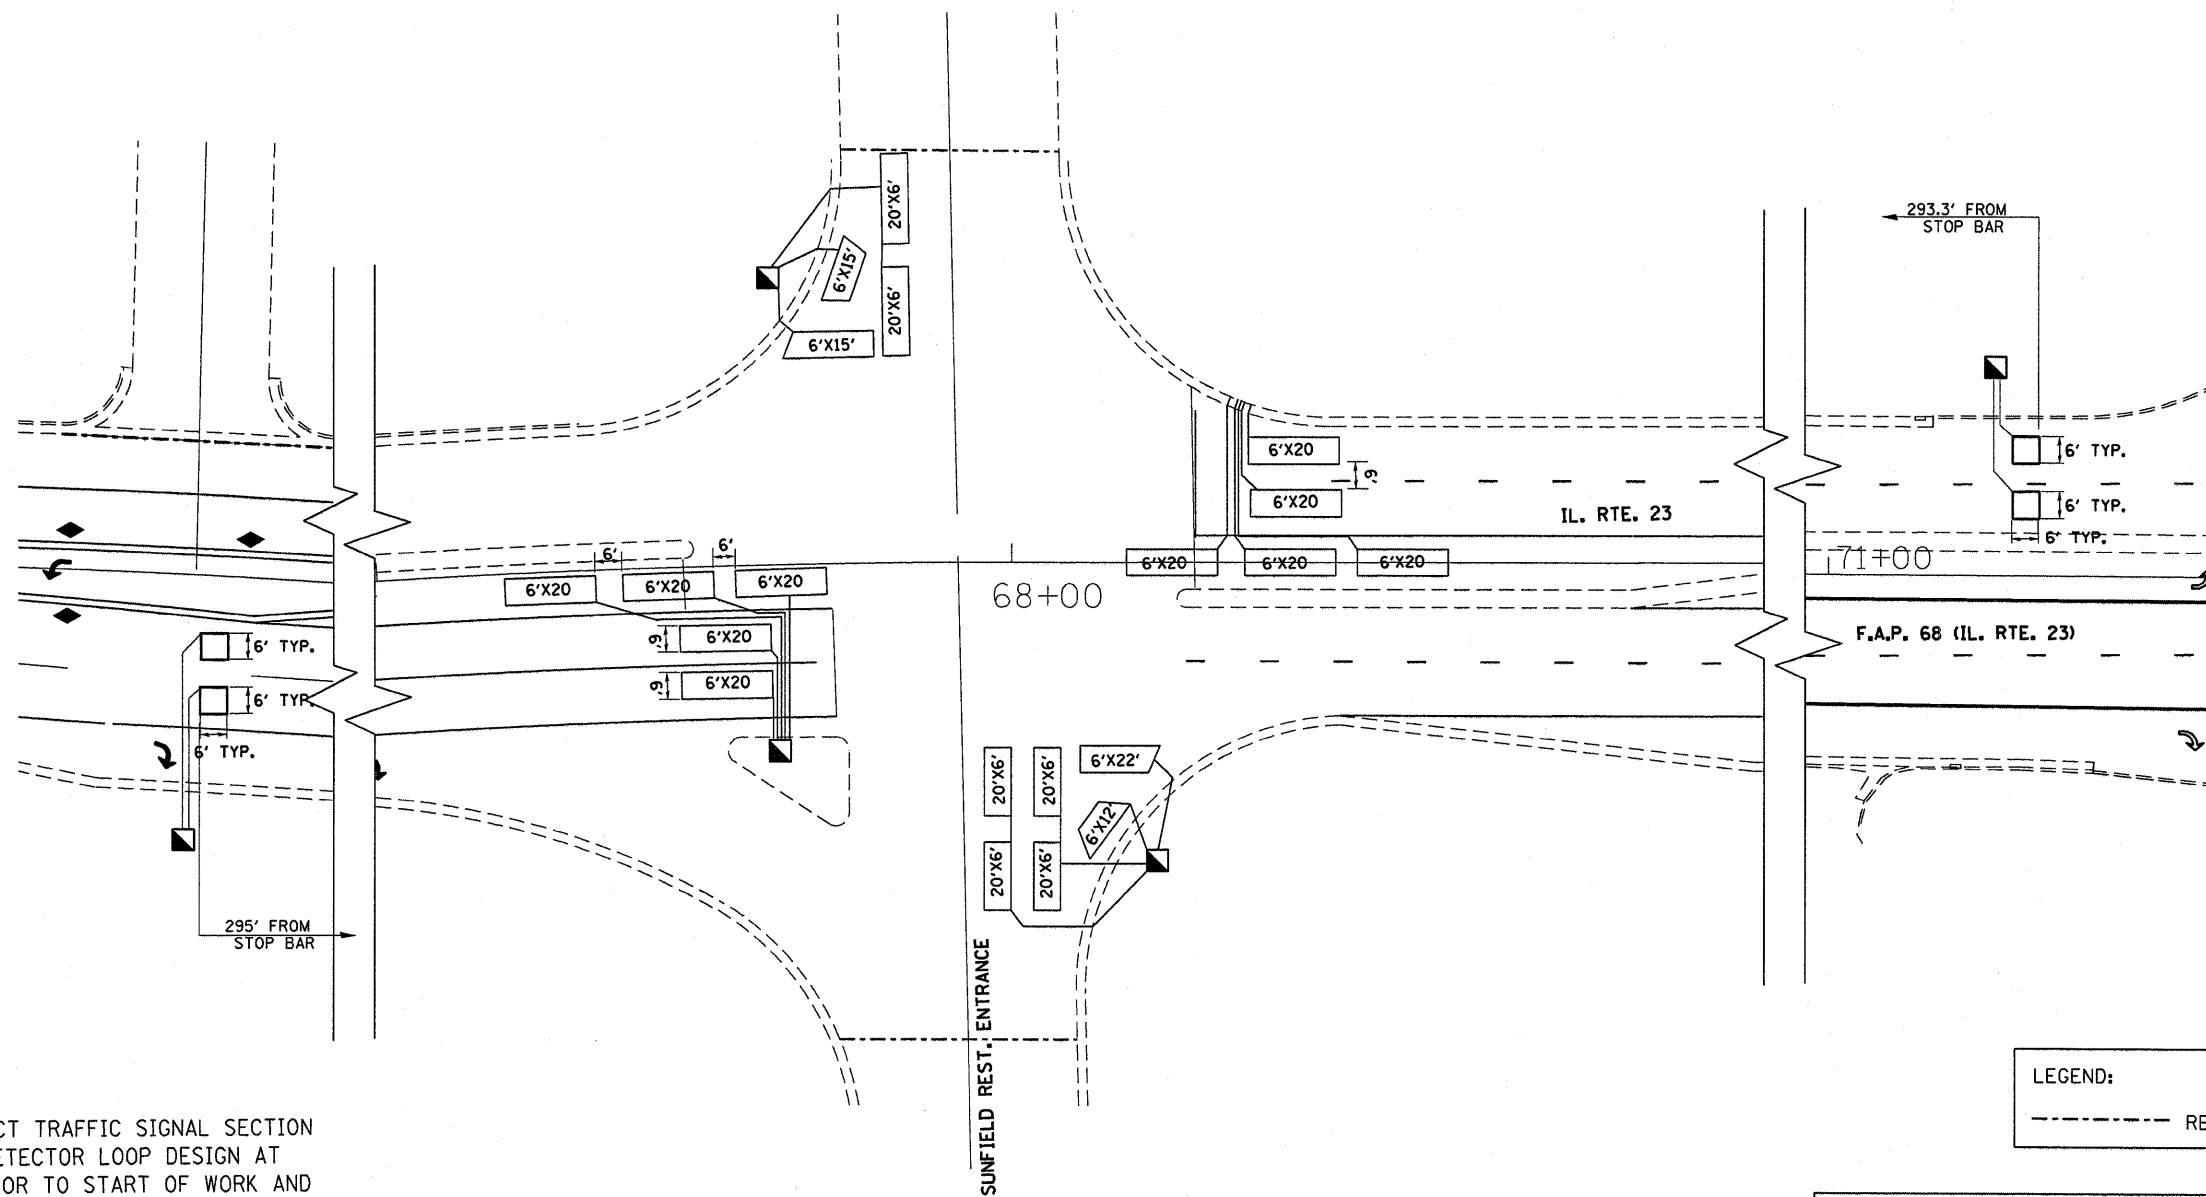 20'X6'
6'X15'
20'X6'
6'X15'
293.3' FROM
STOP BAR
6'X20
6'
6' TYP.
6'X20
6' TYP.
IL. RTE. 23
6' TYP.
6'
6'
6'X20
6'X20
6'X20
6'X20
6'X20
6'X20
71+00
68+00
6' TYP.
6'
6'X20
F.A.P. 68 (IL. RTE. 23)
6' TYP.
6'
6'X20
6' TYP.
20'X6'
20'X6'
6'X22'
6'X12'
20'X6'
20'X6'
295' FROM
STOP BAR
SUNFIELD REST. ENTRANCE
LEGEND:
RE
CT TRAFFIC SIGNAL SECTION
ETECTOR LOOP DESIGN AT
OR TO START OF WORK AND